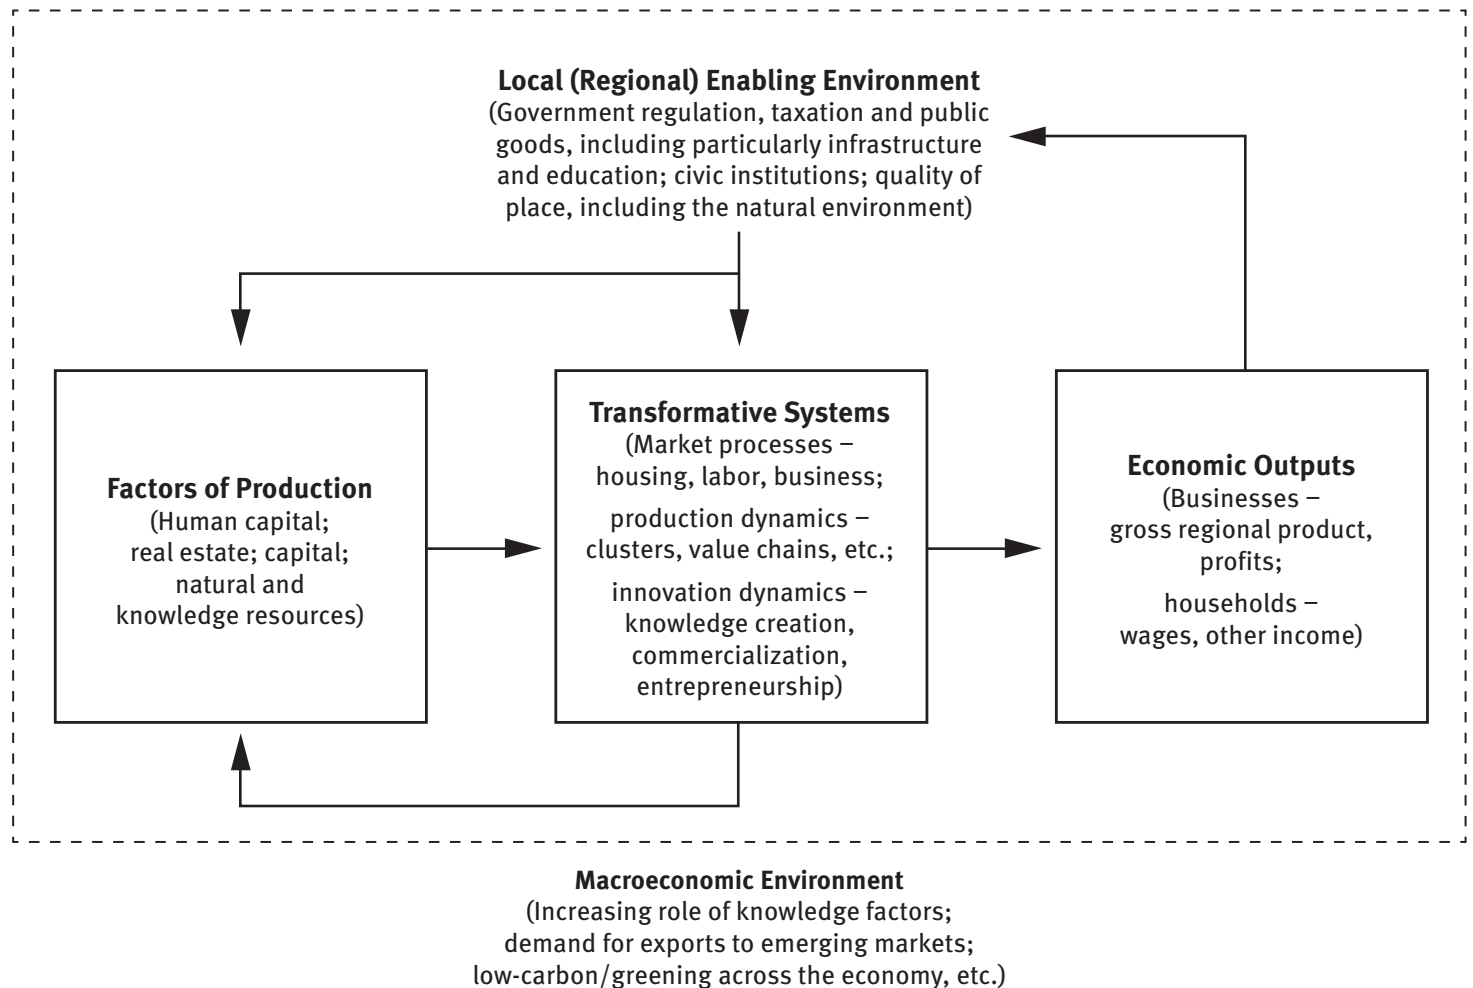 Local (Regional) Enabling Environment
(Government regulation, taxation and public
goods, including particularly infrastructure
and education; civic institutions; quality of
place, including the natural environment)
Factors of Production
(Human capital;
real estate; capital;
natural and
knowledge resources)
Transformative Systems
(Market processes –
housing, labor, business;
production dynamics –
clusters, value chains, etc.;
innovation dynamics –
knowledge creation,
commercialization,
entrepreneurship)
Economic Outputs
(Businesses –
gross regional product,
profits;
households –
wages, other income)
Macroeconomic Environment
(Increasing role of knowledge factors;
demand for exports to emerging markets;
low-carbon/greening across the economy, etc.)